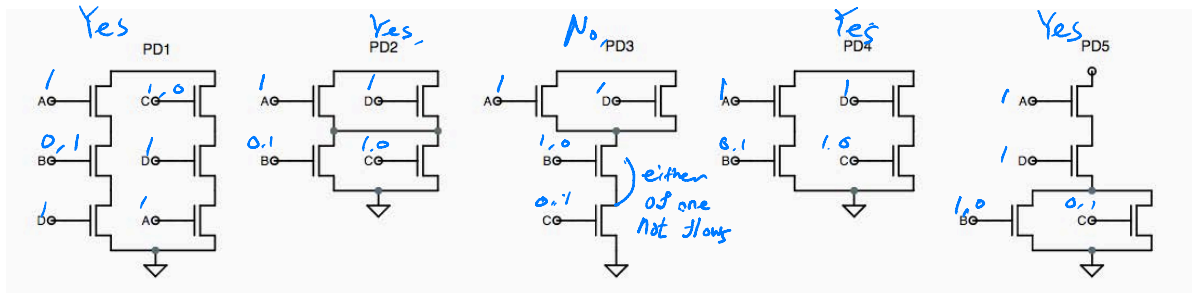 Yes
Yes,
No,
Yes
Yes
PD1
PD2
PD3
PD4
PD5
1
A
1,0
C
0,1
B
1
D
1
D
1
A
1
A
1
D
0.1
B
1.0
C
1
A
1
D
1,0
B
0.1
C
either
of one
not flows
1
A
1
D
0.1
B
1.0
C
1
A
1
D
1,0
B
0,1
C